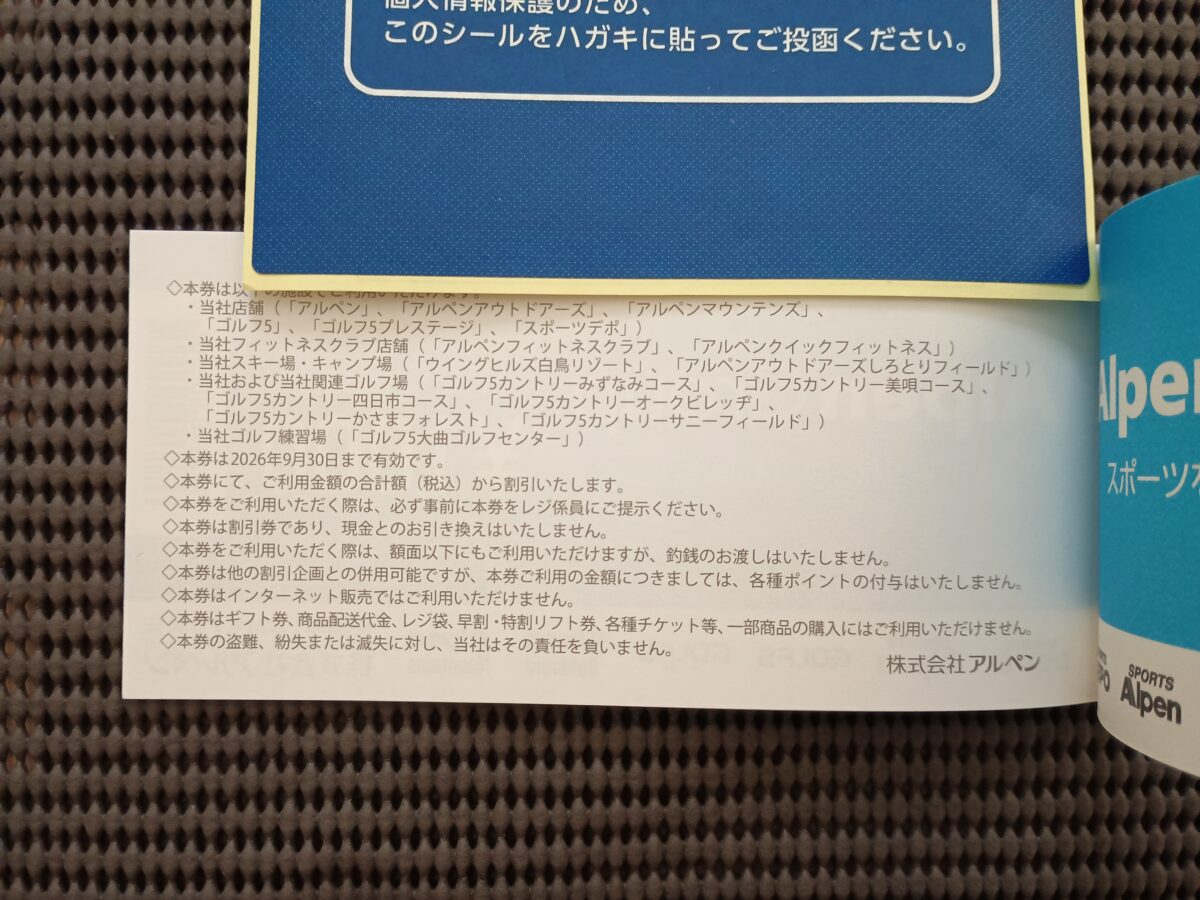 個人情報保護のため、
このシールをハガキに貼ってご投函ください。
◇本券は以下の施設でご利用いただけます。
・当社店舗（「アルペン」、「アルペンアウトドアーズ」、「アルペンマウンテンズ」、
「ゴルフ5」、「ゴルフ5プレステージ」、「スポーツデポ」）
・当社フィットネスクラブ店舗（「アルペンフィットネスクラブ」、「アルペンクイックフィットネス」）
・当社スキー場・キャンプ場（「ウイングヒルズ白鳥リゾート」、「アルペンアウトドアーズしろとりフィールド」）
・当社および当社関連ゴルフ場（「ゴルフ5カントリーみずなみコース」、「ゴルフ5カントリー美唄コース」、
「ゴルフ5カントリー四日市コース」、「ゴルフ5カントリーオークビレッヂ」、
「ゴルフ5カントリーかさまフォレスト」、「ゴルフ5カントリーサニーフィールド」）
・当社ゴルフ練習場（「ゴルフ5大曲ゴルフセンター」）
◇本券は2026年9月30日まで有効です。
◇本券にて、ご利用金額の合計額（税込）から割引いたします。
◇本券をご利用いただく際は、必ず事前に本券をレジ係員にご提示ください。
◇本券は割引券であり、現金とのお引き換えはいたしません。
◇本券をご利用いただく際は、額面以下にもご利用いただけますが、釣銭のお渡しはいたしません。
◇本券は他の割引企画との併用可能ですが、本券ご利用の金額につきましては、各種ポイントの付与はいたしません。
◇本券はインターネット販売ではご利用いただけません。
◇本券はギフト券、商品配送代金、レジ袋、早割・特割リフト券、各種チケット等、一部商品の購入にはご利用いただけません。
◇本券の盗難、紛失または滅失に対し、当社はその責任を負いません。
株式会社アルペン
Alpe
スポーツ
SPORTS
Alpen